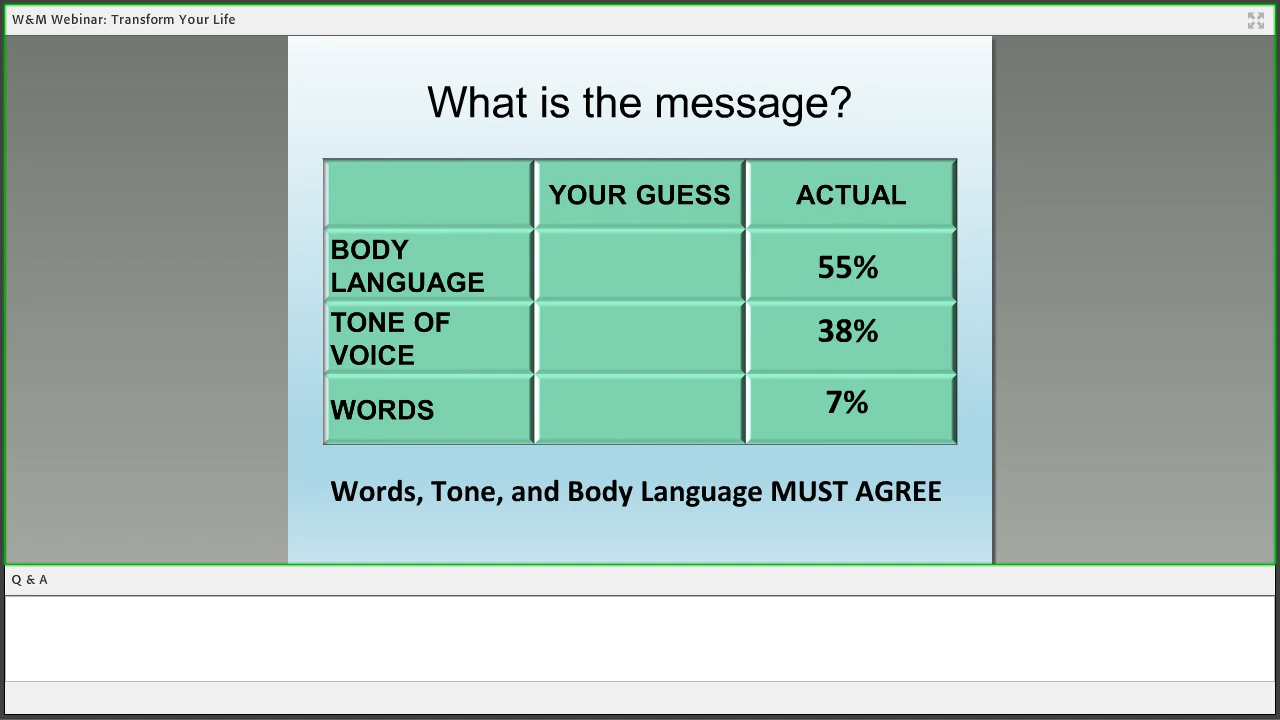 W&M Webinar: Transform Your Life
What is the message?
YOUR GUESS ACTUAL
BODY
LANGUAGE
55%
TONE OF
VOICE
38%
WORDS
7%
Words, Tone, and Body Language MUST AGREE
Q & A